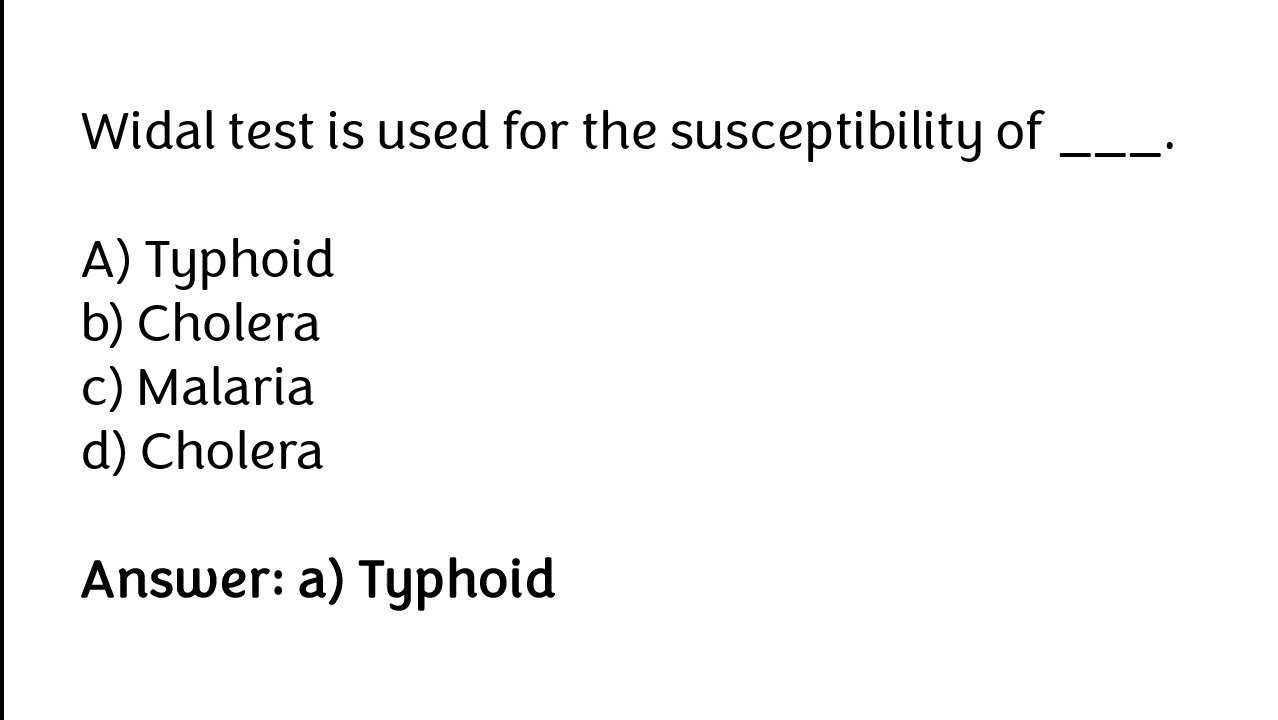 Widal test is used for the susceptibility of ___.
A) Typhoid
b) Cholera
c) Malaria
d) Cholera
Answer: a) Typhoid